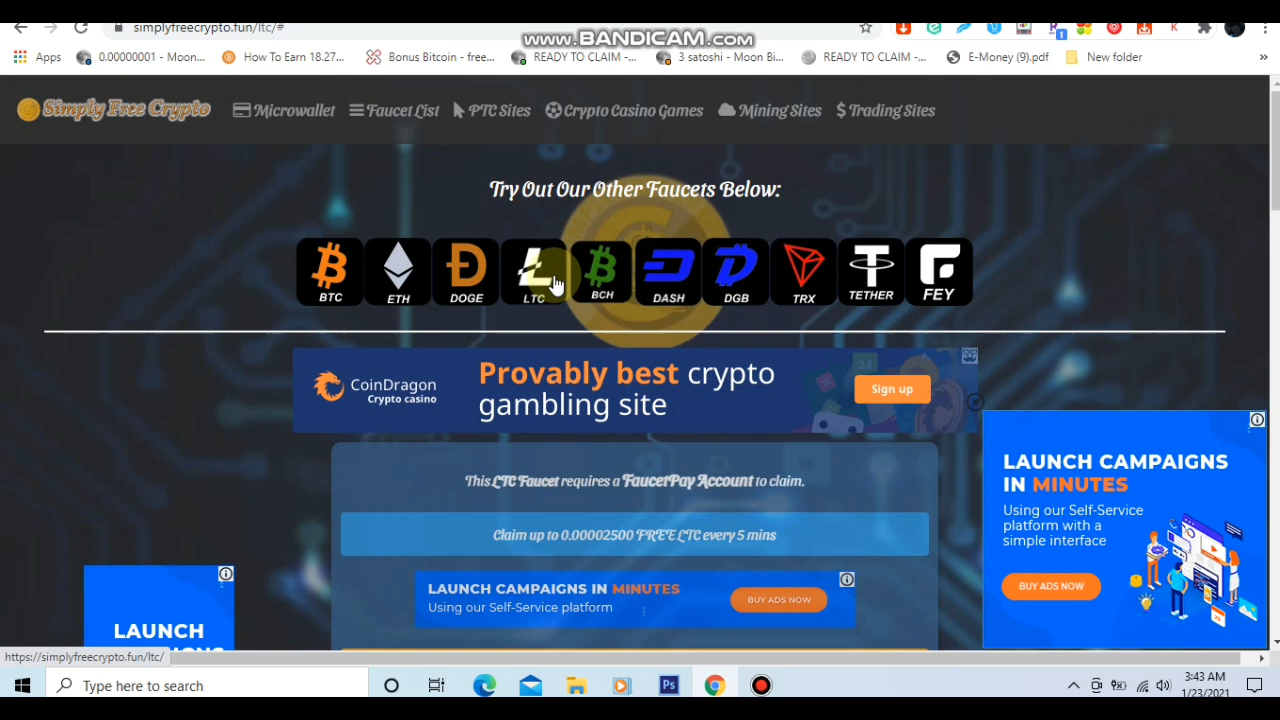 simplyfreecrypto.fun/ltc/#
www.BANDICAM.com
Apps
0.00000001 - Moon...
How To Earn 18.27...
Bonus Bitcoin - free...
READY TO CLAIM -...
3 satoshi - Moon Bi...
READY TO CLAIM -...
E-Money (9).pdf
New folder
»
Simply Free Crypto
Microwallet
Faucet List
PTC Sites
Crypto Casino Games
Mining Sites
Trading Sites
Try Out Our Other Faucets Below:
BTC
ETH
DOGE
LTC
BCH
DASH
DGB
TRX
TETHER
FEY
CoinDragon
Crypto casino
Provably best crypto
gambling site
Sign up
This LTC Faucet requires a FaucetPay Account to claim.
Claim up to 0.00002500 FREE LTC every 5 mins
LAUNCH CAMPAIGNS IN MINUTES
Using our Self-Service platform
BUY ADS NOW
LAUNCH CAMPAIGNS
IN MINUTES
Using our Self-Service
platform with a
simple interface
BUY ADS NOW
LAUNCH
https://simplyfreecrypto.fun/ltc/
Type here to search
Ps
3:43 AM
1/23/2021